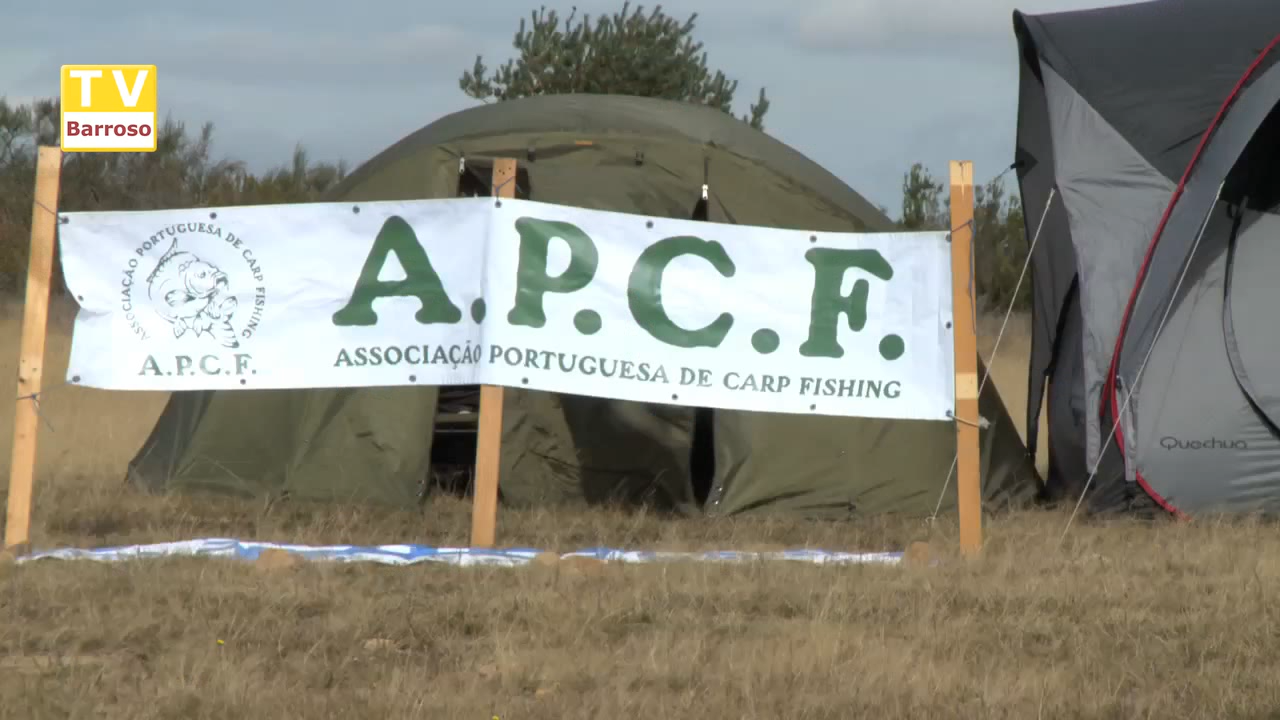 TV
Barroso
ASSOCIAÇÃO PORTUGUESA DE CARP FISHING
A.P.C.F.
A.P.C.F.
ASSOCIAÇÃO PORTUGUESA DE CARP FISHING
Quechua